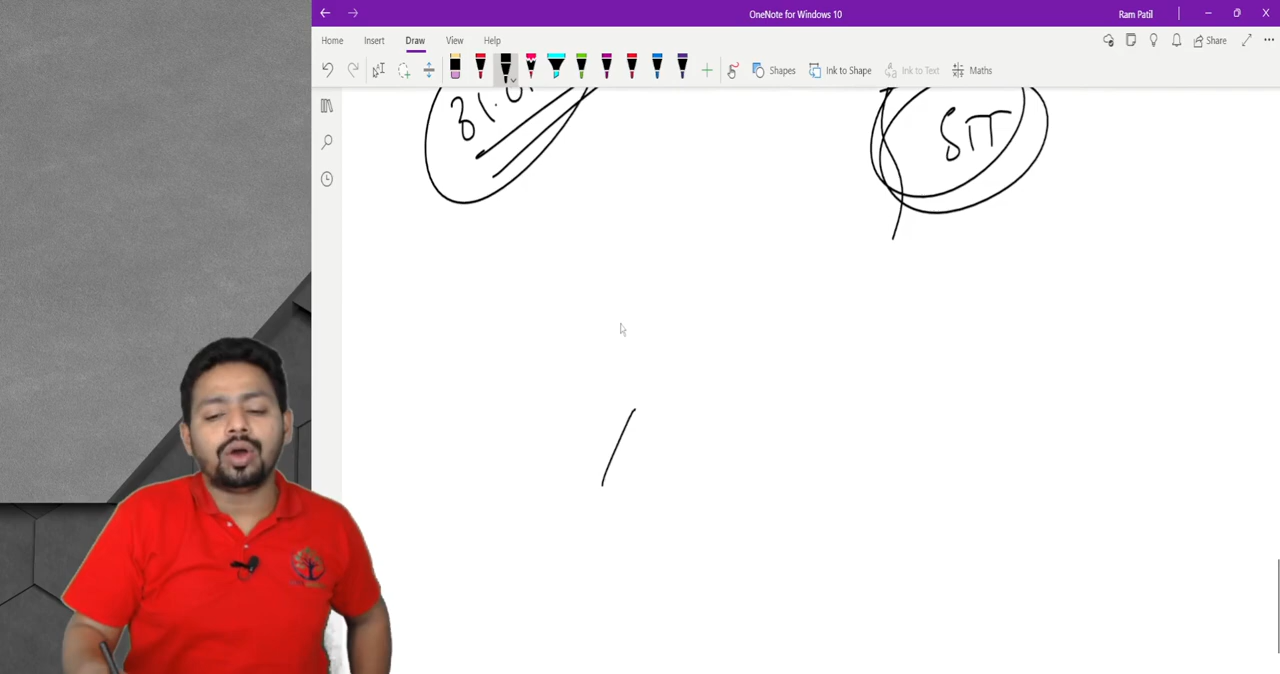 OneNote for Windows 10
Ram Patil
Home Insert Draw View Help
Share
Shapes
Ink to Shape
Ink to Text
Maths
SIT